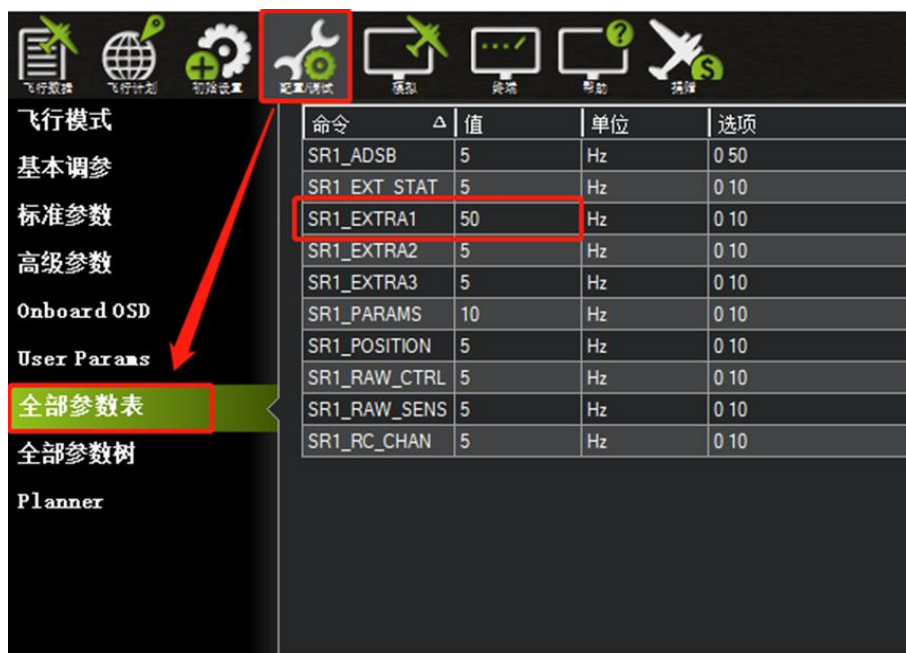 飞行数据 飞行计划 初始设置 配置/调试 模拟 终端 帮助 捐赠
飞行模式
基本调参
标准参数
高级参数
Onboard OSD
User Params
全部参数表
全部参数树
Planner
命令 值 单位 选项
SR1_ADSB 5 Hz 0 50
SR1_EXT_STAT 5 Hz 0 10
SR1_EXTRA1 50 Hz 0 10
SR1_EXTRA2 5 Hz 0 10
SR1_EXTRA3 5 Hz 0 10
SR1_PARAMS 10 Hz 0 10
SR1_POSITION 5 Hz 0 10
SR1_RAW_CTRL 5 Hz 0 10
SR1_RAW_SENS 5 Hz 0 10
SR1_RC_CHAN 5 Hz 0 10